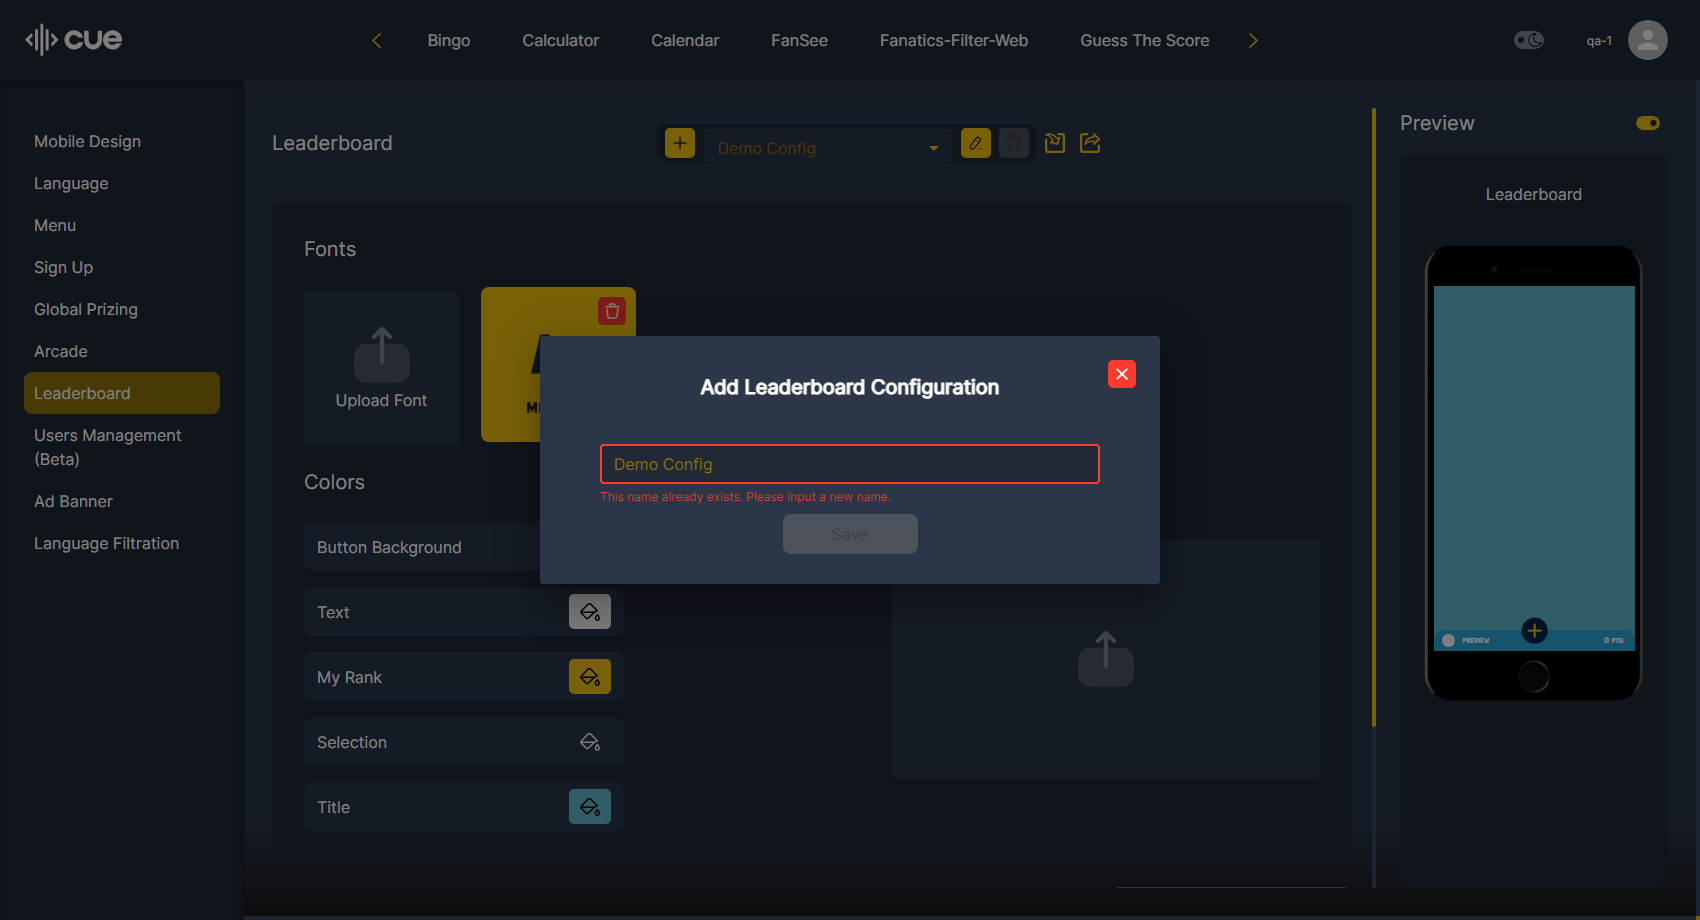 cue
Bingo
Calculator
Calendar
FanSee
Fanatics-Filter-Web
Guess The Score
qa-1
Mobile Design
Language
Menu
Sign Up
Global Prizing
Arcade
Leaderboard
Users Management
(Beta)
Ad Banner
Language Filtration
Leaderboard
Demo Config
Fonts
Upload Font
Colors
Button Background
Text
My Rank
Selection
Title
Add Leaderboard Configuration
Demo Config
This name already exists. Please input a new name.
Save
Preview
Leaderboard
PREVIEW
0 PTS.